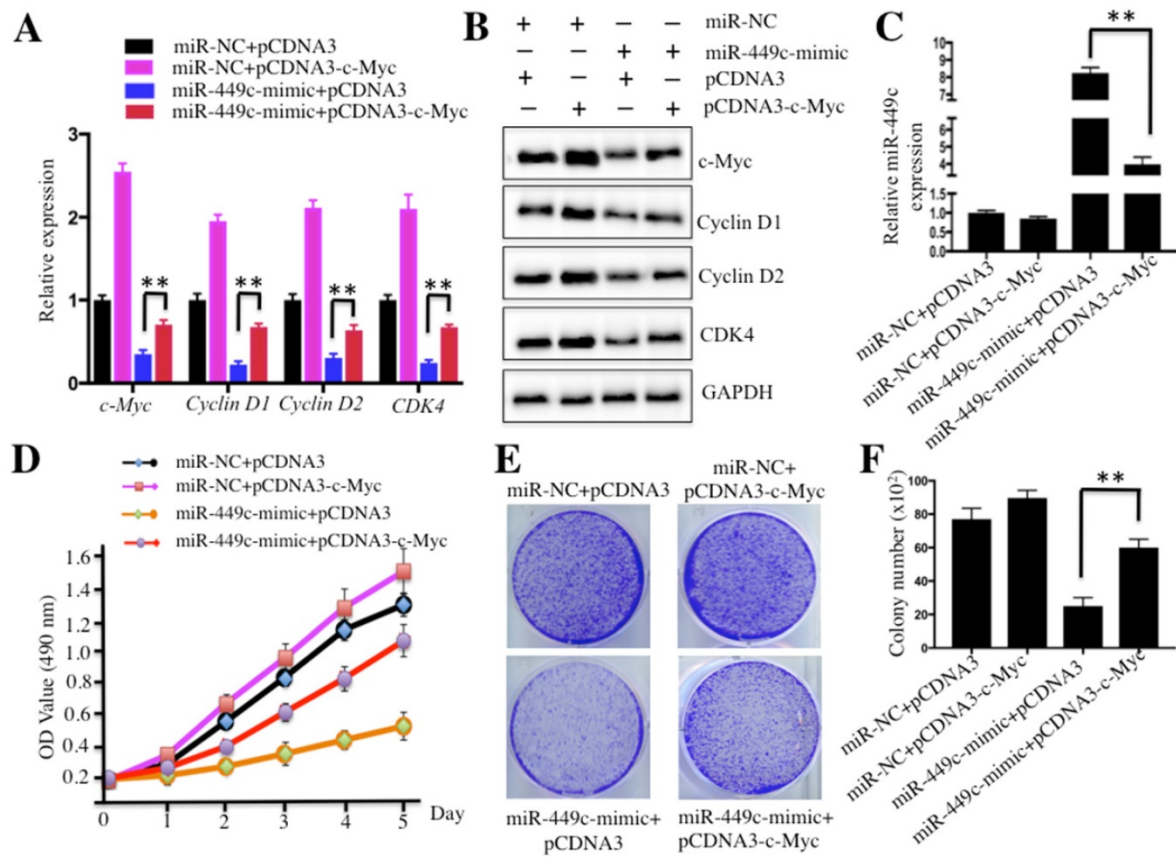 A
miR-NC+pCDNA3
miR-NC+pCDNA3-c-Myc
miR-449c-mimic+pCDNA3
miR-449c-mimic+pCDNA3-c-Myc
Relative expression
3
2
1
0
** ** ** **
c-Myc Cyclin D1 Cyclin D2 CDK4
B
+ + − − miR-NC
− − + + miR-449c-mimic
+ − + − pCDNA3
− + − + pCDNA3-c-Myc
c-Myc
Cyclin D1
Cyclin D2
CDK4
GAPDH
C
Relative miR-449c
expression
10
9
8
7
6
5
4
3
1.5
1.0
0.5
0.0
**
miR-NC+pCDNA3
miR-NC+pCDNA3-c-Myc
miR-449c-mimic+pCDNA3
miR-449c-mimic+pCDNA3-c-Myc
D
miR-NC+pCDNA3
miR-NC+pCDNA3-c-Myc
miR-449c-mimic+pCDNA3
miR-449c-mimic+pCDNA3-c-Myc
OD Value (490 nm)
1.6
1.4
1.2
1.0
0.8
0.6
0.4
0.2
0 1 2 3 4 5 Day
E
miR-NC+pCDNA3
miR-NC+
pCDNA3-c-Myc
miR-449c-mimic+
pCDNA3
miR-449c-mimic+
pCDNA3-c-Myc
F
Colony number (x10²)
100
80
60
40
20
0
**
miR-NC+pCDNA3
miR-NC+pCDNA3-c-Myc
miR-449c-mimic+pCDNA3
miR-449c-mimic+pCDNA3-c-Myc